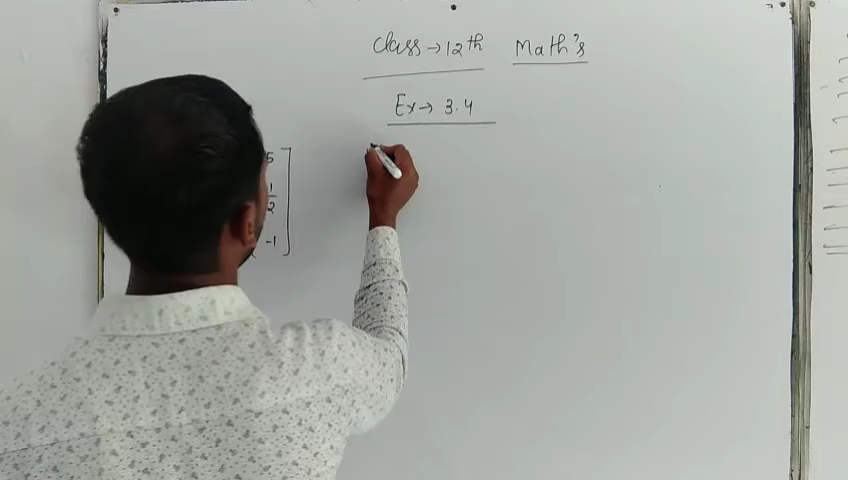 Class → 12th Math's
Ex → 3.4
5
1
2
-1